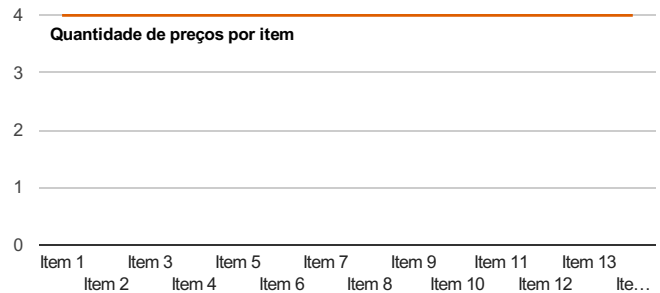 4
Quantidade de preços por item
3
2
1
0
Item 1 Item 3 Item 5 Item 7 Item 9 Item 11 Item 13
Item 2 Item 4 Item 6 Item 8 Item 10 Item 12 Ite…